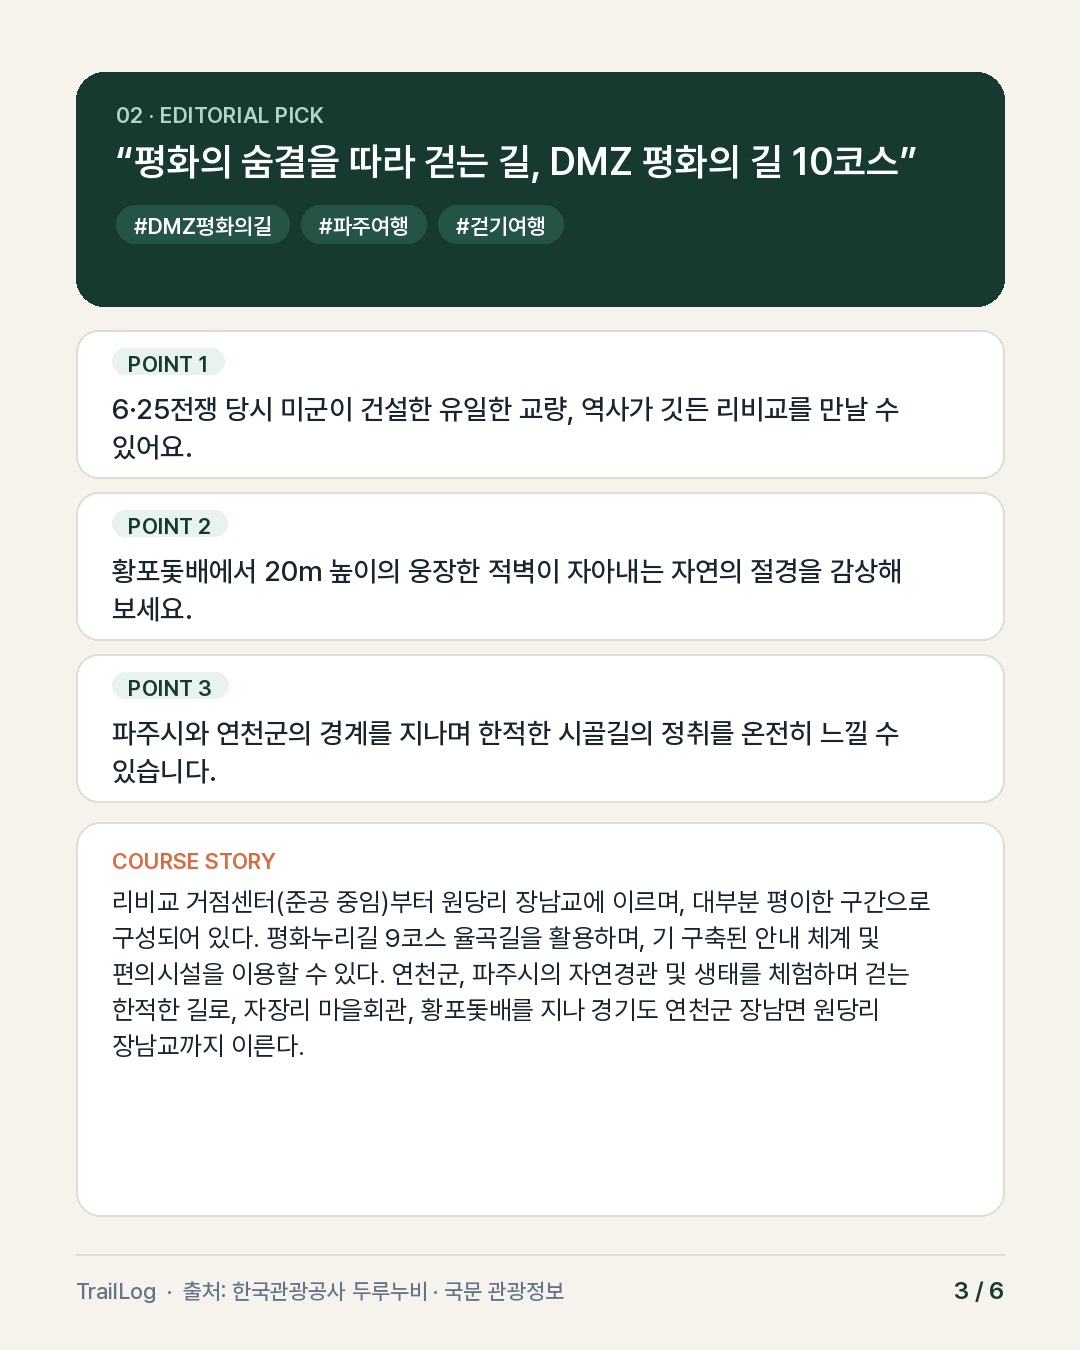 02 · EDITORIAL PICK
“평화의 숨결을 따라 걷는 길, DMZ 평화의 길 10코스”
#DMZ평화의길 #파주여행 #걷기여행
POINT 1
6·25전쟁 당시 미군이 건설한 유일한 교량, 역사가 깃든 리비교를 만날 수
있어요.
POINT 2
황포돛배에서 20m 높이의 웅장한 적벽이 자아내는 자연의 절경을 감상해
보세요.
POINT 3
파주시와 연천군의 경계를 지나며 한적한 시골길의 정취를 온전히 느낄 수
있습니다.
COURSE STORY
리비교 거점센터(준공 중임)부터 원당리 장남교에 이르며, 대부분 평이한 구간으로
구성되어 있다. 평화누리길 9코스 율곡길을 활용하며, 기 구축된 안내 체계 및
편의시설을 이용할 수 있다. 연천군, 파주시의 자연경관 및 생태를 체험하며 걷는
한적한 길로, 자장리 마을회관, 황포돛배를 지나 경기도 연천군 장남면 원당리
장남교까지 이른다.
TrailLog · 출처: 한국관광공사 두루누비 · 국문 관광정보
3 / 6